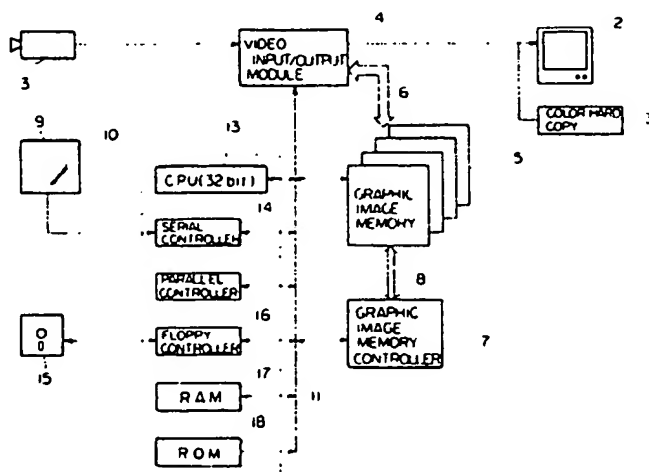 4
2
VIDEO
INPUT/OUTPUT
MODULE
3
6
COLOR HARD
COPY
3
9
10
13
5
CPU(32bit)
GRAPHIC
IMAGE
MEMORY
14
SERIAL
CONTROLLER
PARALLEL
CONTROLLER
8
16
GRAPHIC
IMAGE
MEMORY
CONTROLLER
7
FLOPPY
CONTROLLER
15
17
RAM
11
18
ROM